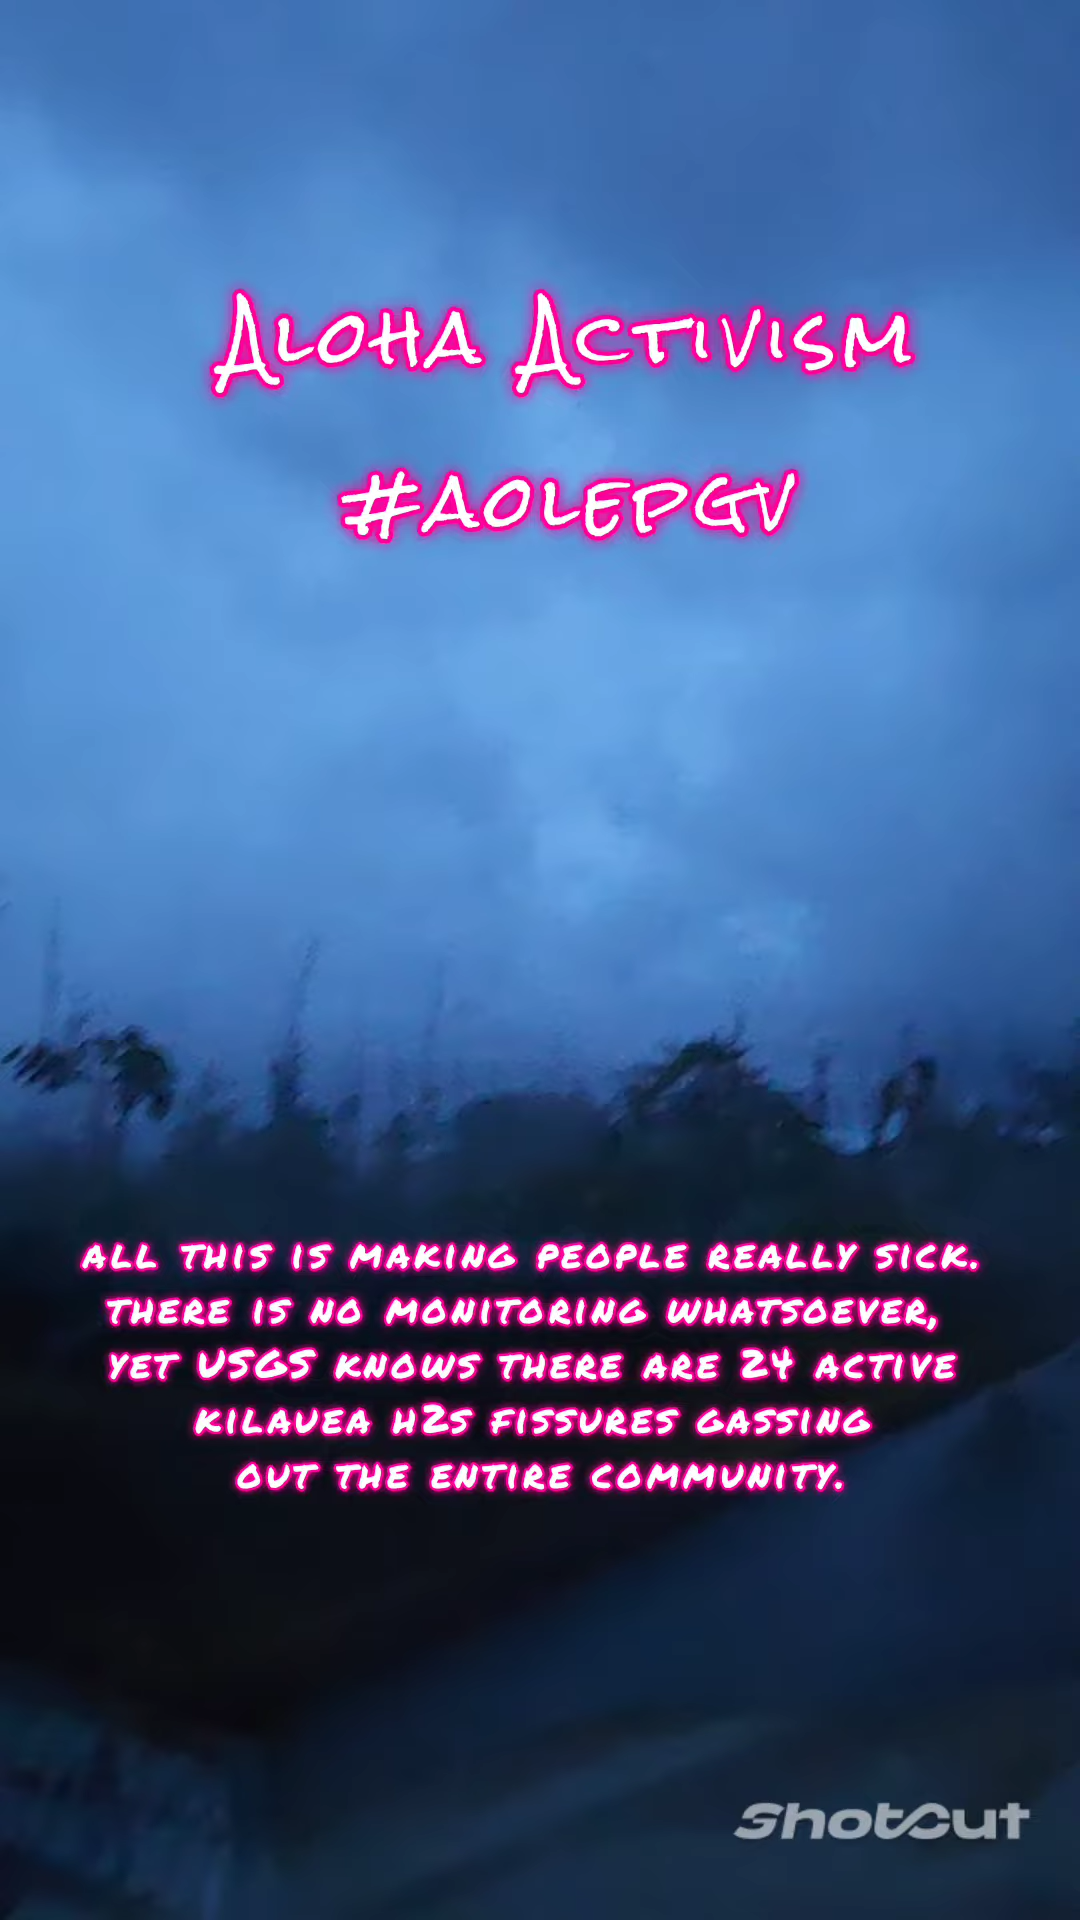 Aloha Activism
#aolepgv
all this is making people really sick.
there is no monitoring whatsoever,
yet USGS knows there are 24 active
kilauea h2s fissures gassing
out the entire community.
ShotCut